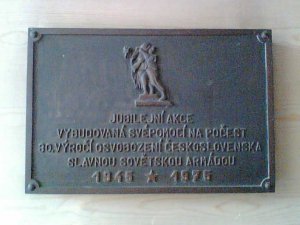 JUBILEJNÍ AKCE
VYBUDOVANÁ SVÉPOMOCÍ NA POČEST
30. VÝROČÍ OSVOBOZENÍ ČESKOSLOVENSKA
SLAVNOU SOVĚTSKOU ARMÁDOU
1945 ★ 1975